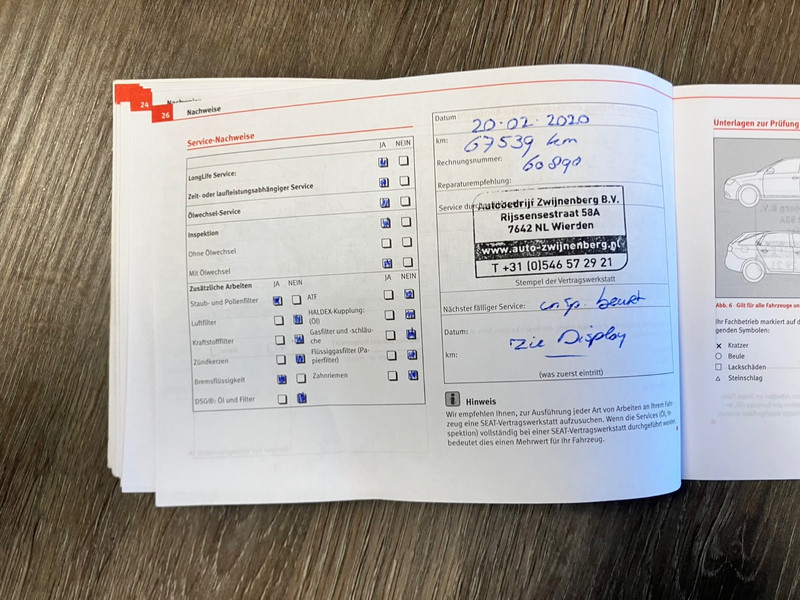 24
26
Nachweise
Service-Nachweise
JA NEIN
LongLife Service:
Zeit- oder laufleistungsabhängiger Service
Ölwechsel-Service
Inspektion
Ohne Ölwechsel
Mit Ölwechsel
Zusätzliche Arbeiten JA NEIN JA NEIN
Staub- und Pollenfilter ATF
Luftfilter HALDEX-Kupplung: (Öl)
Kraftstofffilter Gasfilter und -schläuche
Zündkerzen Flüssiggasfilter (Papierfilter)
Bremsflüssigkeit Zahnriemen
DSG®: Öl und Filter
Datum 20-02-2020
km: 67539 km
Rechnungsnummer: 60890
Reparaturempfehlung:
Service durch
Autobedrijf Zwijnenberg B.V.
Rijssensestraat 58A
7642 NL Wierden
www.auto-zwijnenberg.nl
T +31 (0)546 57 29 21
Stempel der Vertragswerkstatt
Nächster fälliger Service: insp. beurt
Datum: Zie Display
km:
(was zuerst eintritt)
i Hinweis
Wir empfehlen Ihnen, zur Ausführung jeder Art von Arbeiten an Ihrem Fahr-
zeug eine SEAT-Vertragswerkstatt aufzusuchen. Wenn die Services (Öl, In-
spektion) vollständig bei einer SEAT-Vertragswerkstatt durchgeführt werden,
bedeutet dies einen Mehrwert für Ihr Fahrzeug.
Unterlagen zur Prüfung
Abb. 6 Gilt für alle Fahrzeuge
Ihr Fachbetrieb markiert auf d
genden Symbolen:
Kratzer
Beule
Lackschäden
Steinschlag